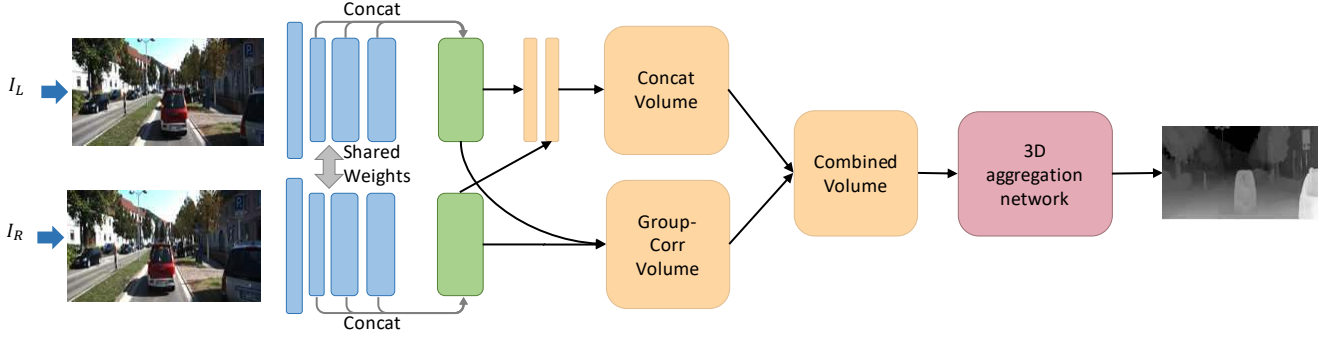 Concat
I_L
Concat
Volume
Shared
Weights
Combined
Volume
3D
aggregation
network
I_R
Group-
Corr
Volume
Concat